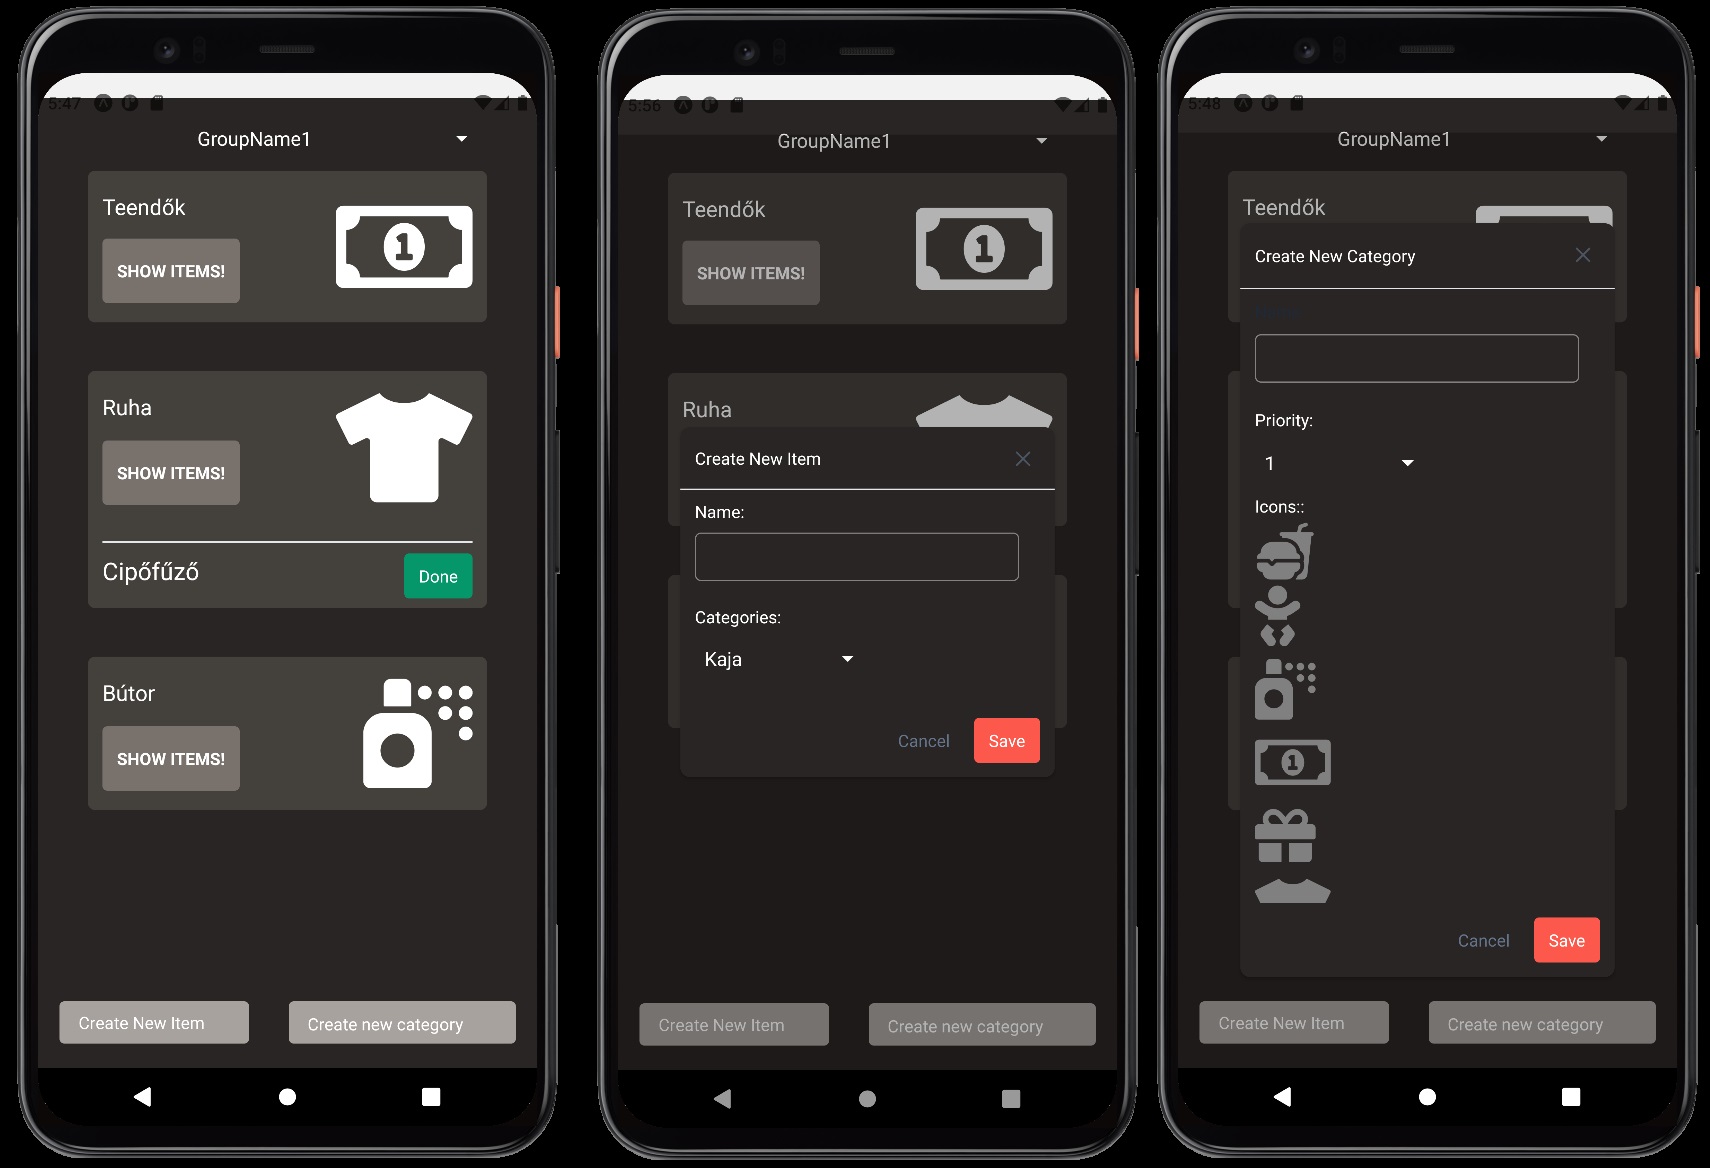 5:47
GroupName1
Teendők
SHOW ITEMS!
1
Ruha
SHOW ITEMS!
Cipőfűző
Done
Bútor
SHOW ITEMS!
Create New Item
Create new category
5:56
GroupName1
Teendők
SHOW ITEMS!
1
Ruha
Create New Item
Name:
Categories:
Kaja
Cancel
Save
Create New Item
Create new category
5:48
GroupName1
Teendők
Create New Category
Priority:
1
Icons::
1
Cancel
Save
Create New Item
Create new category